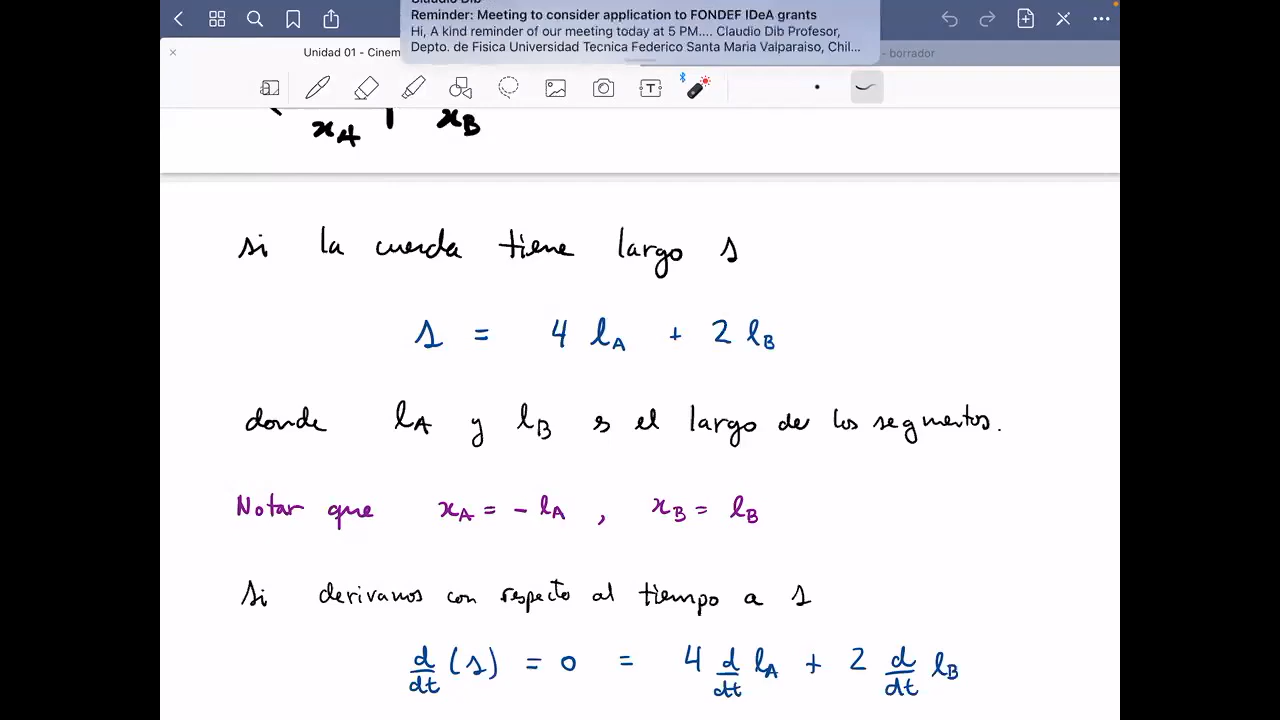 Claudio Dib
Reminder: Meeting to consider application to FONDEF IDeA grants
Hi, A kind reminder of our meeting today at 5 PM.... Claudio Dib Profesor,
Depto. de Fisica Universidad Tecnica Federico Santa Maria Valparaiso, Chil...
Unidad 01 - Cinem
- borrador
x_A x_B
si la cuerda tiene largo s
s = 4 l_A + 2 l_B
donde l_A y l_B s el largo de los segmentos.
Notar que x_A = - l_A , x_B = l_B
Si derivamos con respecto al tiempo a s
d/dt (s) = 0 = 4 d/dt l_A + 2 d/dt l_B